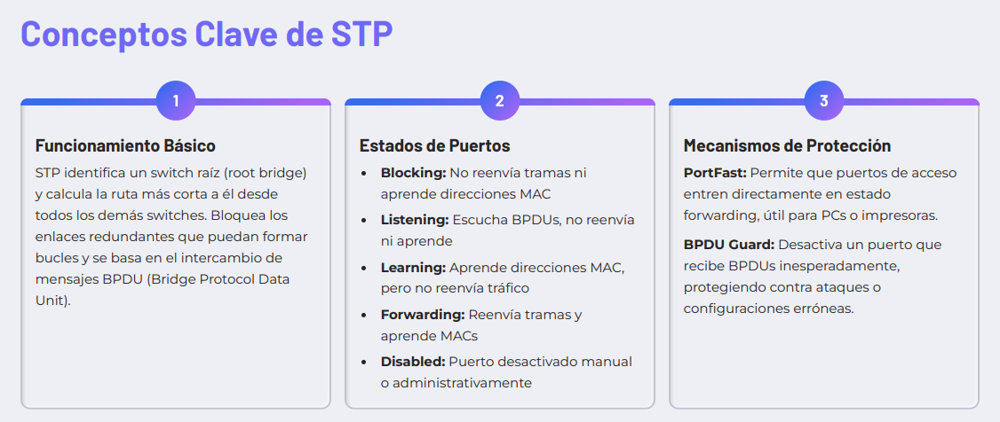 Conceptos Clave de STP
1
Funcionamiento Básico
STP identifica un switch raíz (root bridge)
y calcula la ruta más corta a él desde
todos los demás switches. Bloquea los
enlaces redundantes que puedan formar
bucles y se basa en el intercambio de
mensajes BPDU (Bridge Protocol Data
Unit).
2
Estados de Puertos
• Blocking: No reenvía tramas ni
aprende direcciones MAC
• Listening: Escucha BPDUs, no reenvía
ni aprende
• Learning: Aprende direcciones MAC,
pero no reenvía tráfico
• Forwarding: Reenvía tramas y
aprende MACs
• Disabled: Puerto desactivado manual
o administrativamente
3
Mecanismos de Protección
PortFast: Permite que puertos de acceso
entren directamente en estado
forwarding, útil para PCs o impresoras.
BPDU Guard: Desactiva un puerto que
recibe BPDUs inesperadamente,
protegiendo contra ataques o
configuraciones erróneas.